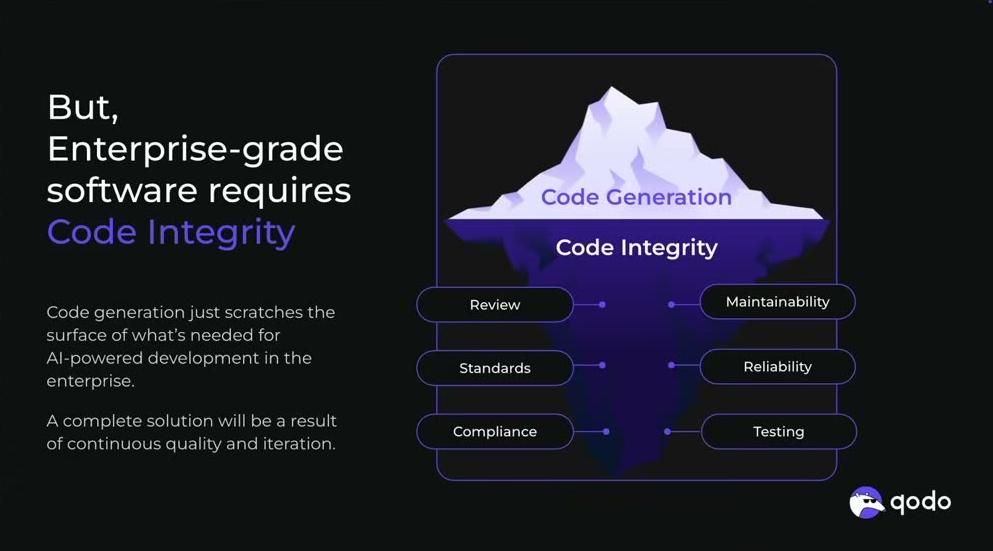 But,
Enterprise-grade
software requires
Code Integrity
Code generation just scratches the
surface of what's needed for
AI-powered development in the
enterprise.
A complete solution will be a result
of continuous quality and iteration.
Code Generation
Code Integrity
Review
Maintainability
Standards
Reliability
Compliance
Testing
qodo